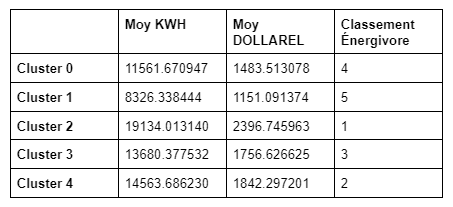 Moy KWH Moy DOLLAREL Classement Énergivore
Cluster 0 11561.670947 1483.513078 4
Cluster 1 8326.338444 1151.091374 5
Cluster 2 19134.013140 2396.745963 1
Cluster 3 13680.377532 1756.626625 3
Cluster 4 14563.686230 1842.297201 2